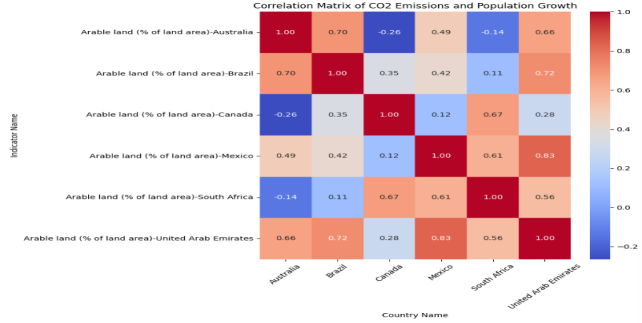 Correlation Matrix of CO2 Emissions and Population Growth
Indicator Name
Arable land (% of land area)-Australia 1.00 0.70 -0.26 0.49 -0.14 0.66
Arable land (% of land area)-Brazil 0.70 1.00 0.35 0.42 0.11 0.72
Arable land (% of land area)-Canada -0.26 0.35 1.00 0.12 0.67 0.28
Arable land (% of land area)-Mexico 0.49 0.42 0.12 1.00 0.61 0.83
Arable land (% of land area)-South Africa -0.14 0.11 0.67 0.61 1.00 0.56
Arable land (% of land area)-United Arab Emirates 0.66 0.72 0.28 0.83 0.56 1.00
Australia Brazil Canada Mexico South Africa United Arab Emirates
Country Name
1.0
0.8
0.6
0.4
0.2
0.0
−0.2